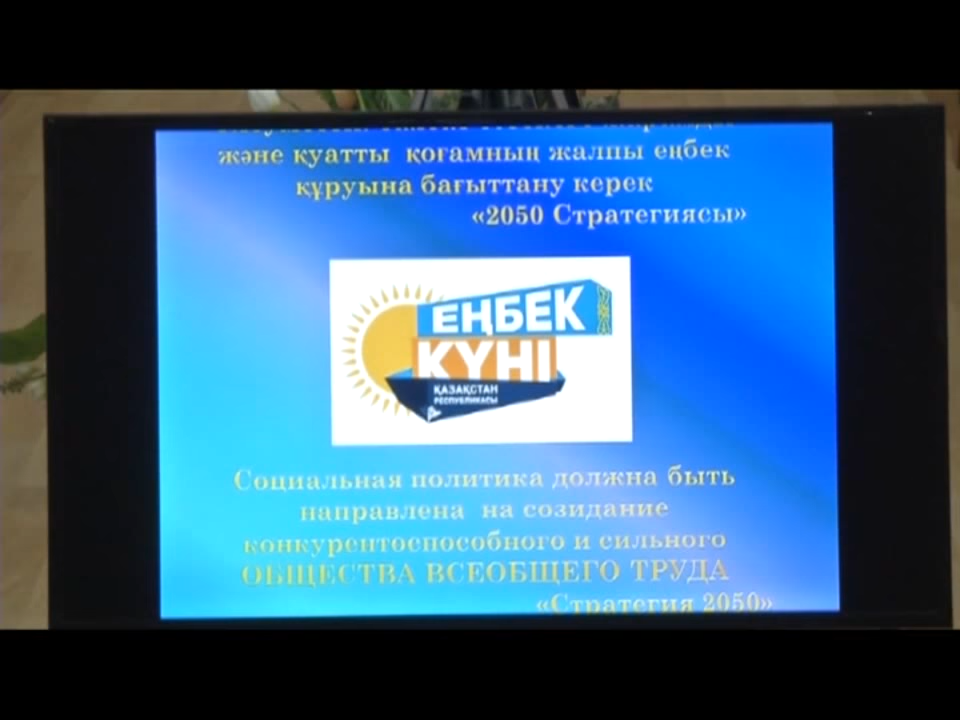 және қуатты қоғамның жалпы еңбек
құруына бағыттану керек
«2050 Стратегиясы»
ЕҢБЕК
КҮНІ
ҚАЗАҚСТАН
РЕСПУБЛИКАСЫ
Социальная политика должна быть
направлена на созидание
конкурентоспособного и сильного
ОБЩЕСТВА ВСЕОБЩЕГО ТРУДА
«Стратегия 2050»